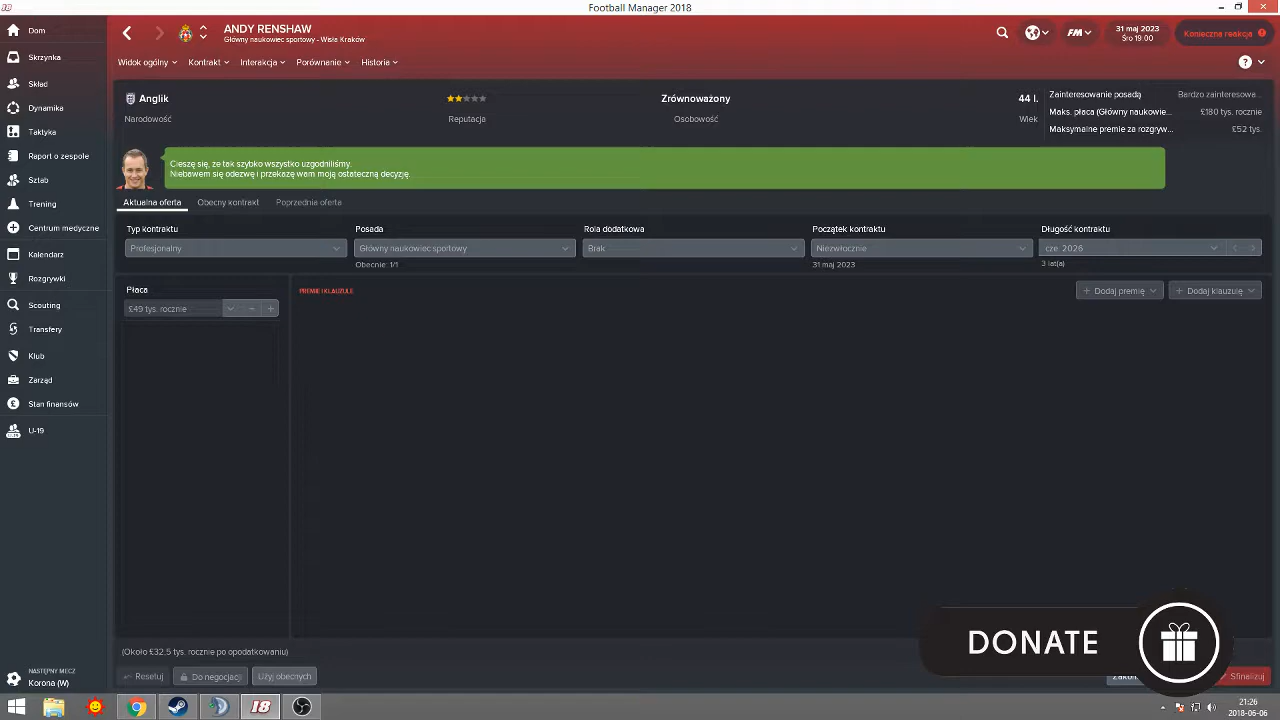 18
Football Manager 2018
Dom
Skrzynka
Skład
Dynamika
Taktyka
Raport o zespole
Sztab
Trening
Centrum medyczne
Kalendarz
Rozgrywki
Scouting
Transfery
Klub
Zarząd
Stan finansów
U-19
NASTĘPNY MECZ
Korona (W)
ANDY RENSHAW
Główny naukowiec sportowy - Wisła Kraków
FM
31 maj 2023
Śro 19:00
Konieczna reakcja
Widok ogólny
Kontrakt
Interakcja
Porównanie
Historia
?
Anglik
Narodowość
Reputacja
Zrównoważony
Osobowość
44 l.
Wiek
Zainteresowanie posadą
Bardzo zainteresowa...
Maks. płaca (Główny naukowie...
£180 tys. rocznie
Maksymalne premie za rozgryw...
£52 tys.
Cieszę się, że tak szybko wszystko uzgodniliśmy.
Niebawem się odezwę i przekażę wam moją ostateczną decyzję.
Aktualna oferta
Obecny kontrakt
Poprzednia oferta
Typ kontraktu
Profesjonalny
Posada
Główny naukowiec sportowy
Obecnie: 1/1
Rola dodatkowa
Brak
Początek kontraktu
Niezwłocznie
31 maj 2023
Długość kontraktu
cze 2026
3 lat(a)
Płaca
£49 tys. rocznie
PREMIE I KLAUZULE
Dodaj premię
Dodaj klauzulę
(Około £32,5 tys. rocznie po opodatkowaniu)
Resetuj
Do negocjacji
Użyj obecnych
Sfinalizuj
DONATE
18
21:26
2018-06-06